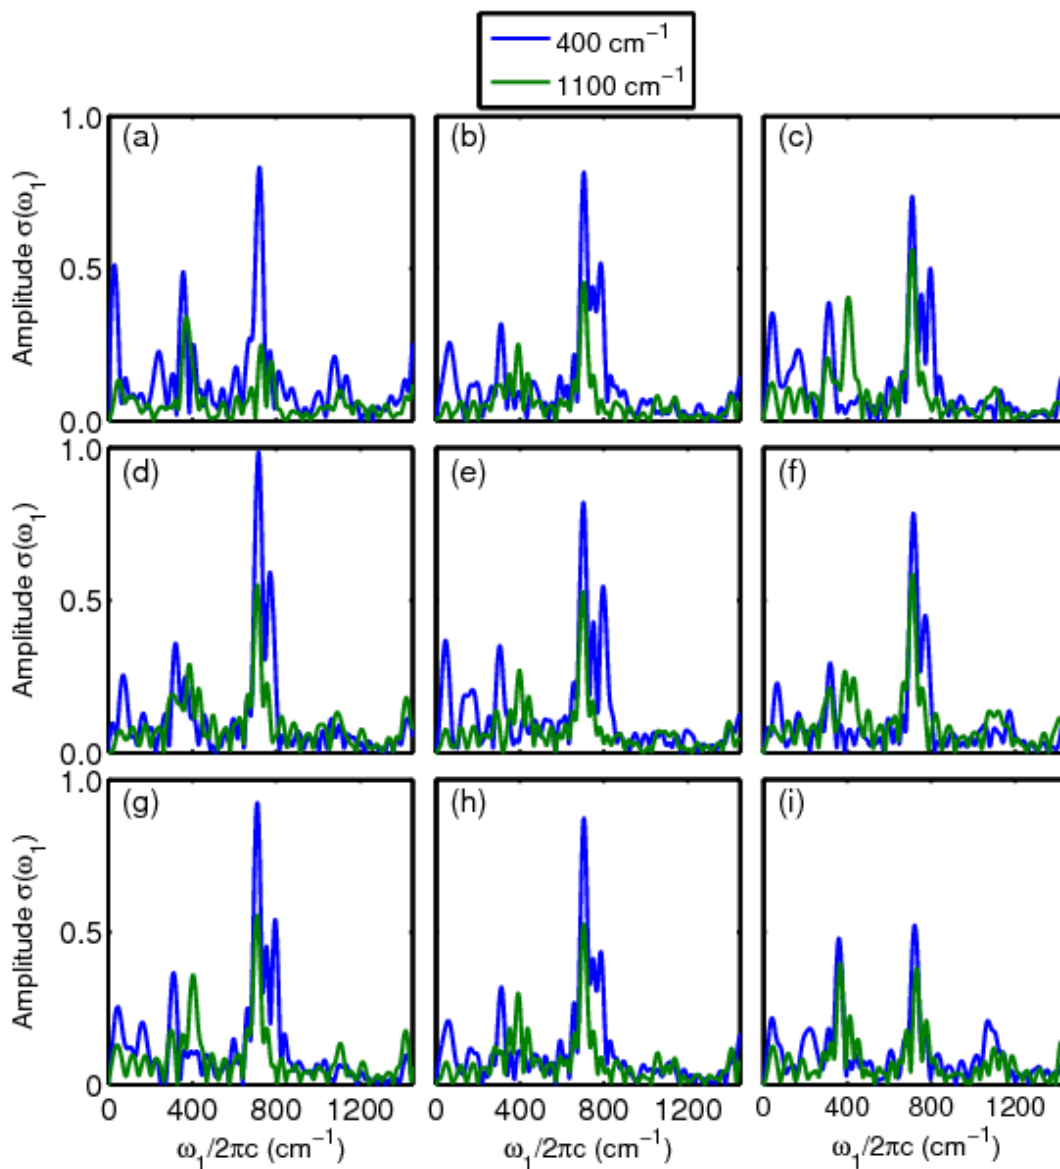 400 cm⁻¹
1100 cm⁻¹
1.0 (a) (b) (c)
Amplitude σ(ω₁)
0.5
0.0
1.0 (d) (e) (f)
Amplitude σ(ω₁)
0.5
0.0
1.0 (g) (h) (i)
Amplitude σ(ω₁)
0.5
0
0 400 800 1200 0 400 800 1200 0 400 800 1200
ω₁/2πc (cm⁻¹) ω₁/2πc (cm⁻¹) ω₁/2πc (cm⁻¹)